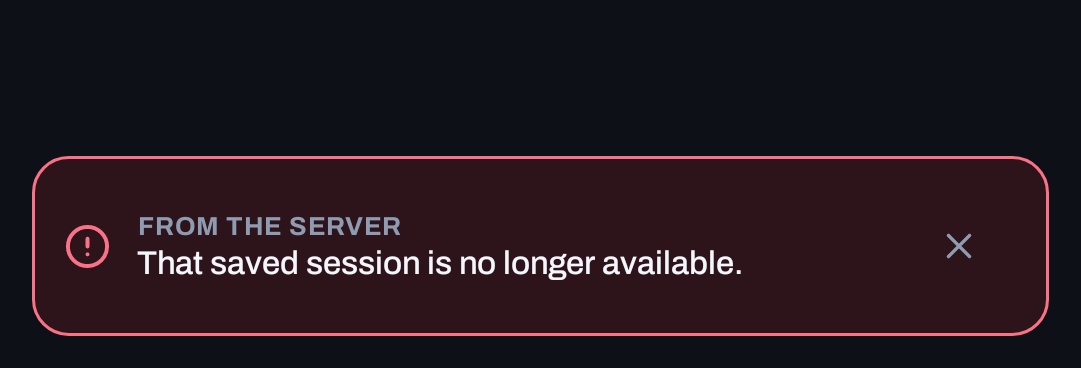 FROM THE SERVER
That saved session is no longer available.